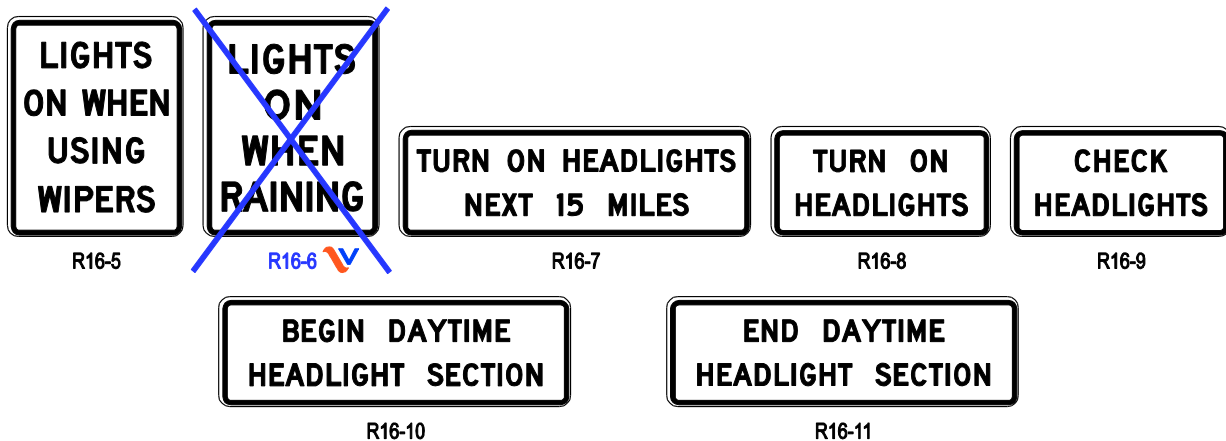 LIGHTS
ON WHEN
USING
WIPERS
R16-5
LIGHTS
ON
WHEN
RAINING
R16-6
TURN ON HEADLIGHTS
NEXT 15 MILES
R16-7
TURN ON
HEADLIGHTS
R16-8
CHECK
HEADLIGHTS
R16-9
BEGIN DAYTIME
HEADLIGHT SECTION
R16-10
END DAYTIME
HEADLIGHT SECTION
R16-11